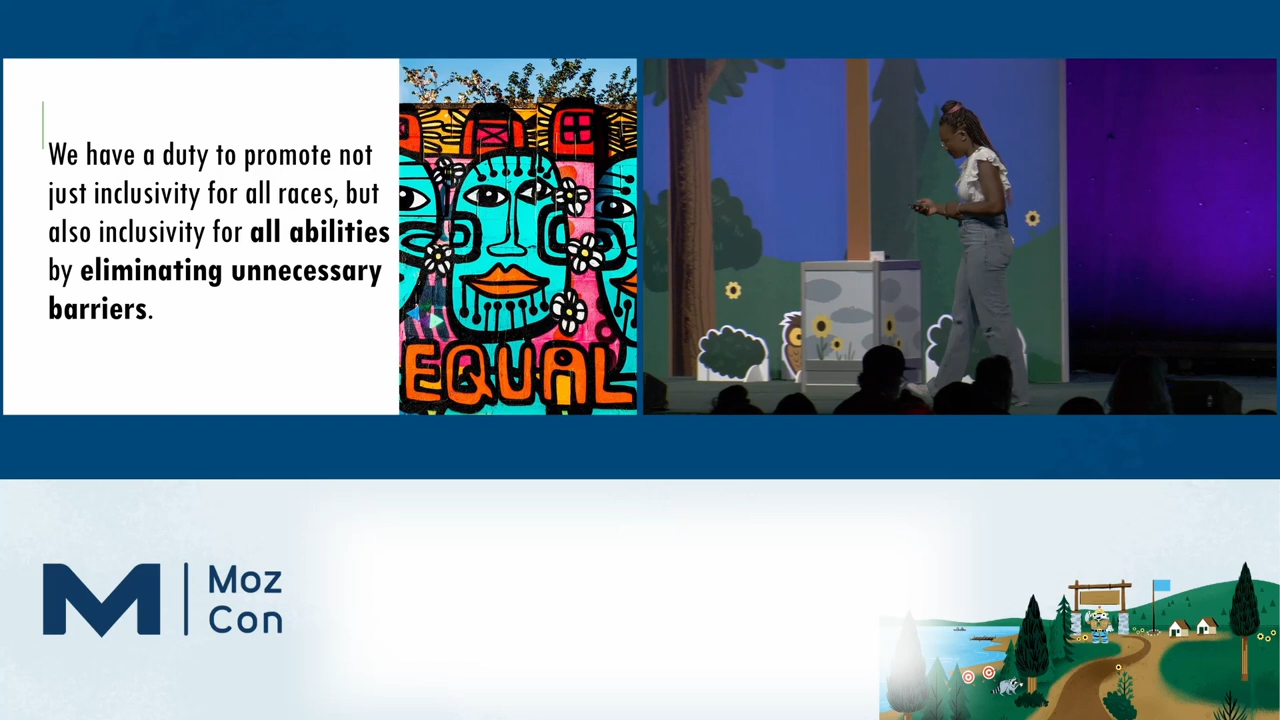 We have a duty to promote not
just inclusivity for all races, but
also inclusivity for all abilities
by eliminating unnecessary
barriers.
EQUAL
Moz
Con